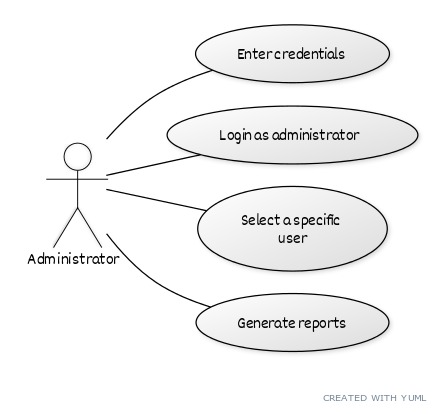 Enter credentials
Login as administrator
Select a specific
user
Administrator
Generate reports
CREATED WITH YUML